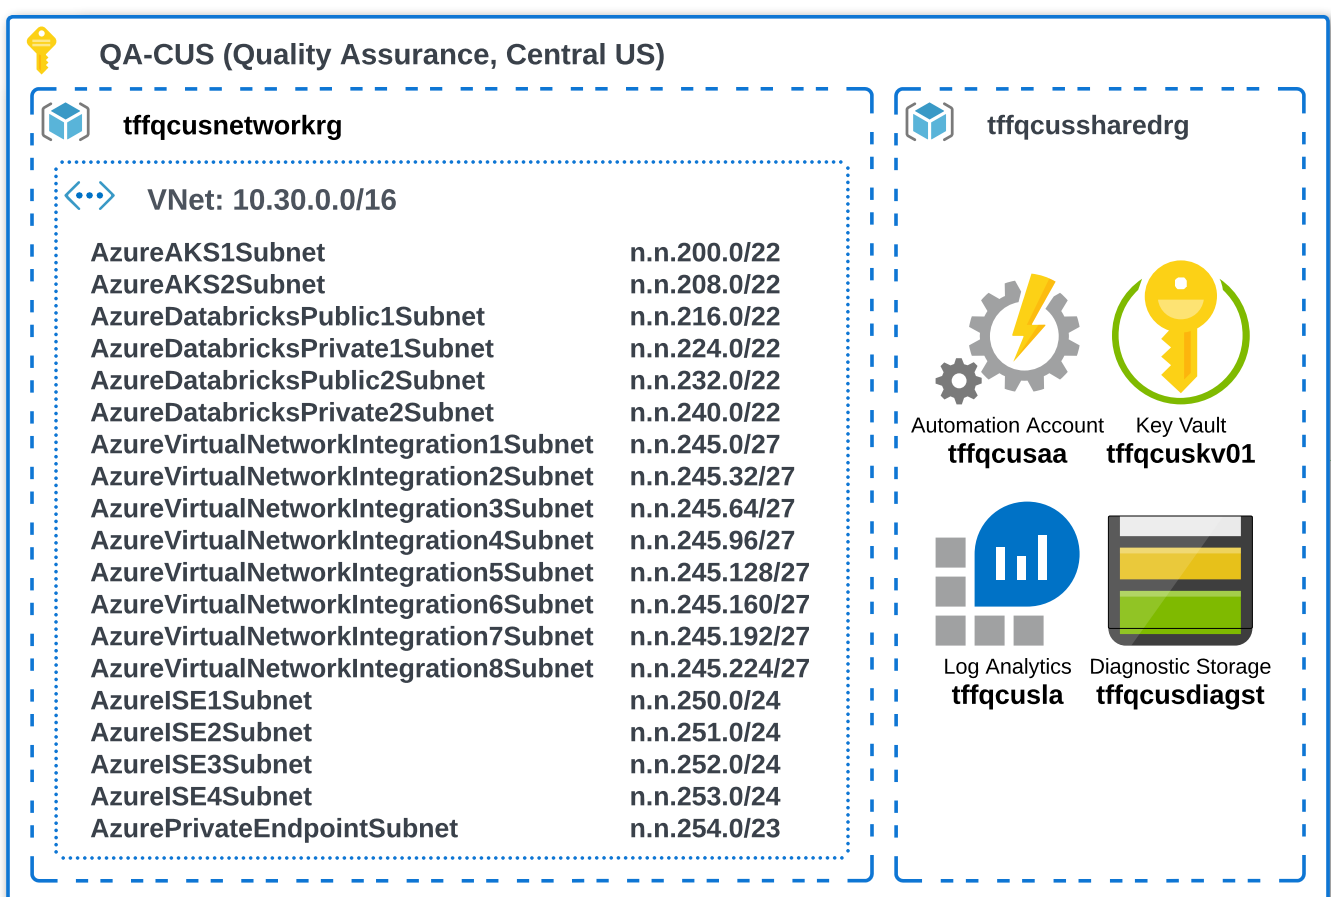 QA-CUS (Quality Assurance, Central US)
tffqcusnetworkrg
VNet: 10.30.0.0/16
AzureAKS1Subnet n.n.200.0/22
AzureAKS2Subnet n.n.208.0/22
AzureDatabricksPublic1Subnet n.n.216.0/22
AzureDatabricksPrivate1Subnet n.n.224.0/22
AzureDatabricksPublic2Subnet n.n.232.0/22
AzureDatabricksPrivate2Subnet n.n.240.0/22
AzureVirtualNetworkIntegration1Subnet n.n.245.0/27
AzureVirtualNetworkIntegration2Subnet n.n.245.32/27
AzureVirtualNetworkIntegration3Subnet n.n.245.64/27
AzureVirtualNetworkIntegration4Subnet n.n.245.96/27
AzureVirtualNetworkIntegration5Subnet n.n.245.128/27
AzureVirtualNetworkIntegration6Subnet n.n.245.160/27
AzureVirtualNetworkIntegration7Subnet n.n.245.192/27
AzureVirtualNetworkIntegration8Subnet n.n.245.224/27
AzureISE1Subnet n.n.250.0/24
AzureISE2Subnet n.n.251.0/24
AzureISE3Subnet n.n.252.0/24
AzureISE4Subnet n.n.253.0/24
AzurePrivateEndpointSubnet n.n.254.0/23
tffqcussharedrg
Automation Account
tffqcusaa
Key Vault
tffqcuskv01
Log Analytics
tffqcusla
Diagnostic Storage
tffqcusdiagst